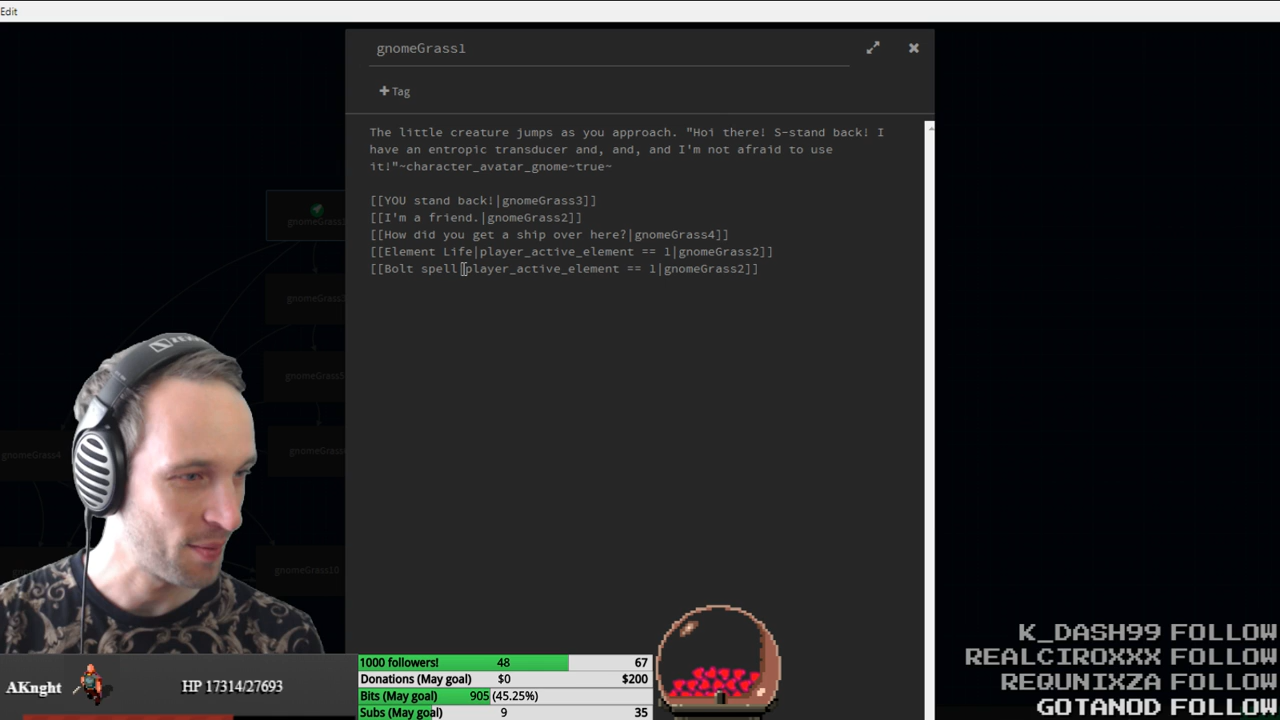 Edit
gnomeGrass1
+ Tag
The little creature jumps as you approach. "Hoi there! S-stand back! I
have an entropic transducer and, and, and I'm not afraid to use
it!"~character_avatar_gnome~true~
[[YOU stand back!|gnomeGrass3]]
[[I'm a friend.|gnomeGrass2]]
[[How did you get a ship over here?|gnomeGrass4]]
[[Element Life|player_active_element == 1|gnomeGrass2]]
[[Bolt spell|player_active_element == 1|gnomeGrass2]]
gnomeGrass4
gnomeGrass10
AKnght
HP 17314/27693
1000 followers! 48 67
Donations (May goal) $0 $200
Bits (May goal) 905 (45.25%)
Subs (May goal) 9 35
K_DASH99 FOLLOW
REALCIROXXX FOLLOW
REQUNIXZA FOLLOW
GOTANOD FOLLOW